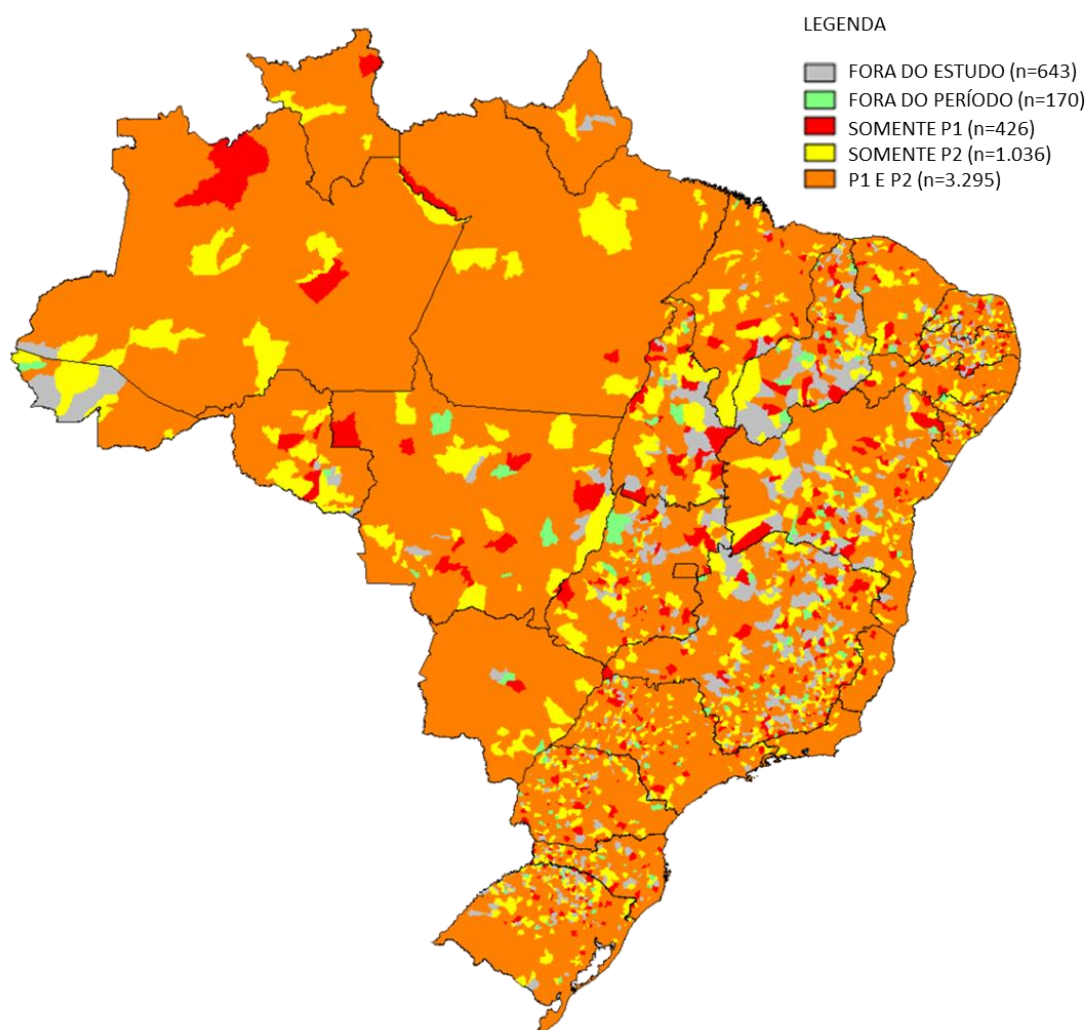 LEGENDA
FORA DO ESTUDO (n=643)
FORA DO PERÍODO (n=170)
SOMENTE P1 (n=426)
SOMENTE P2 (n=1.036)
P1 E P2 (n=3.295)